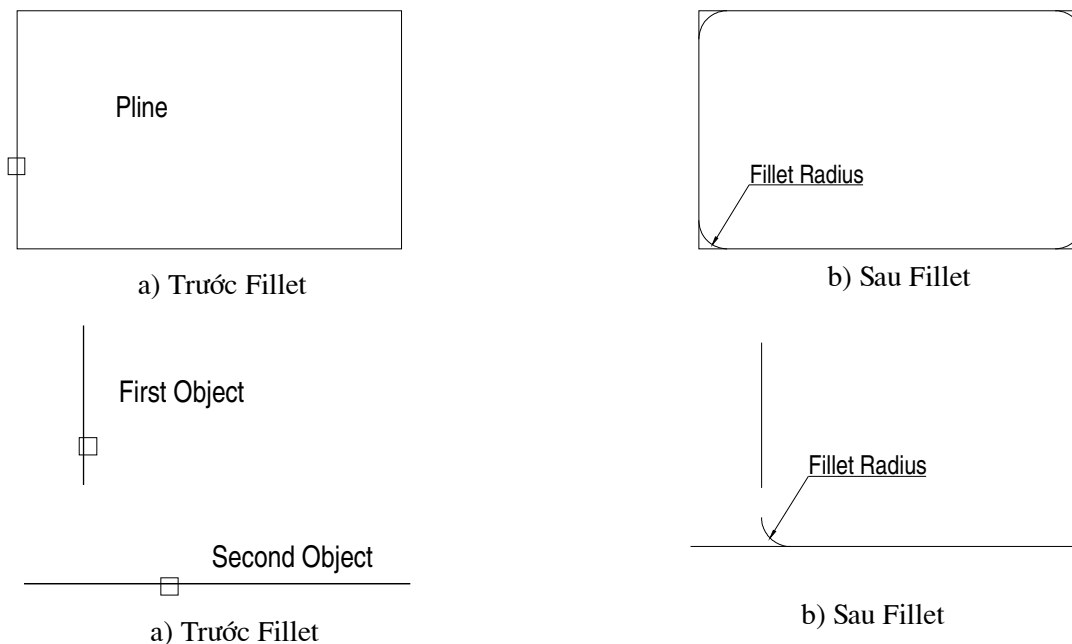 Pline
Fillet Radius
a) Trước Fillet
b) Sau Fillet
First Object
Fillet Radius
Second Object
a) Trước Fillet
b) Sau Fillet